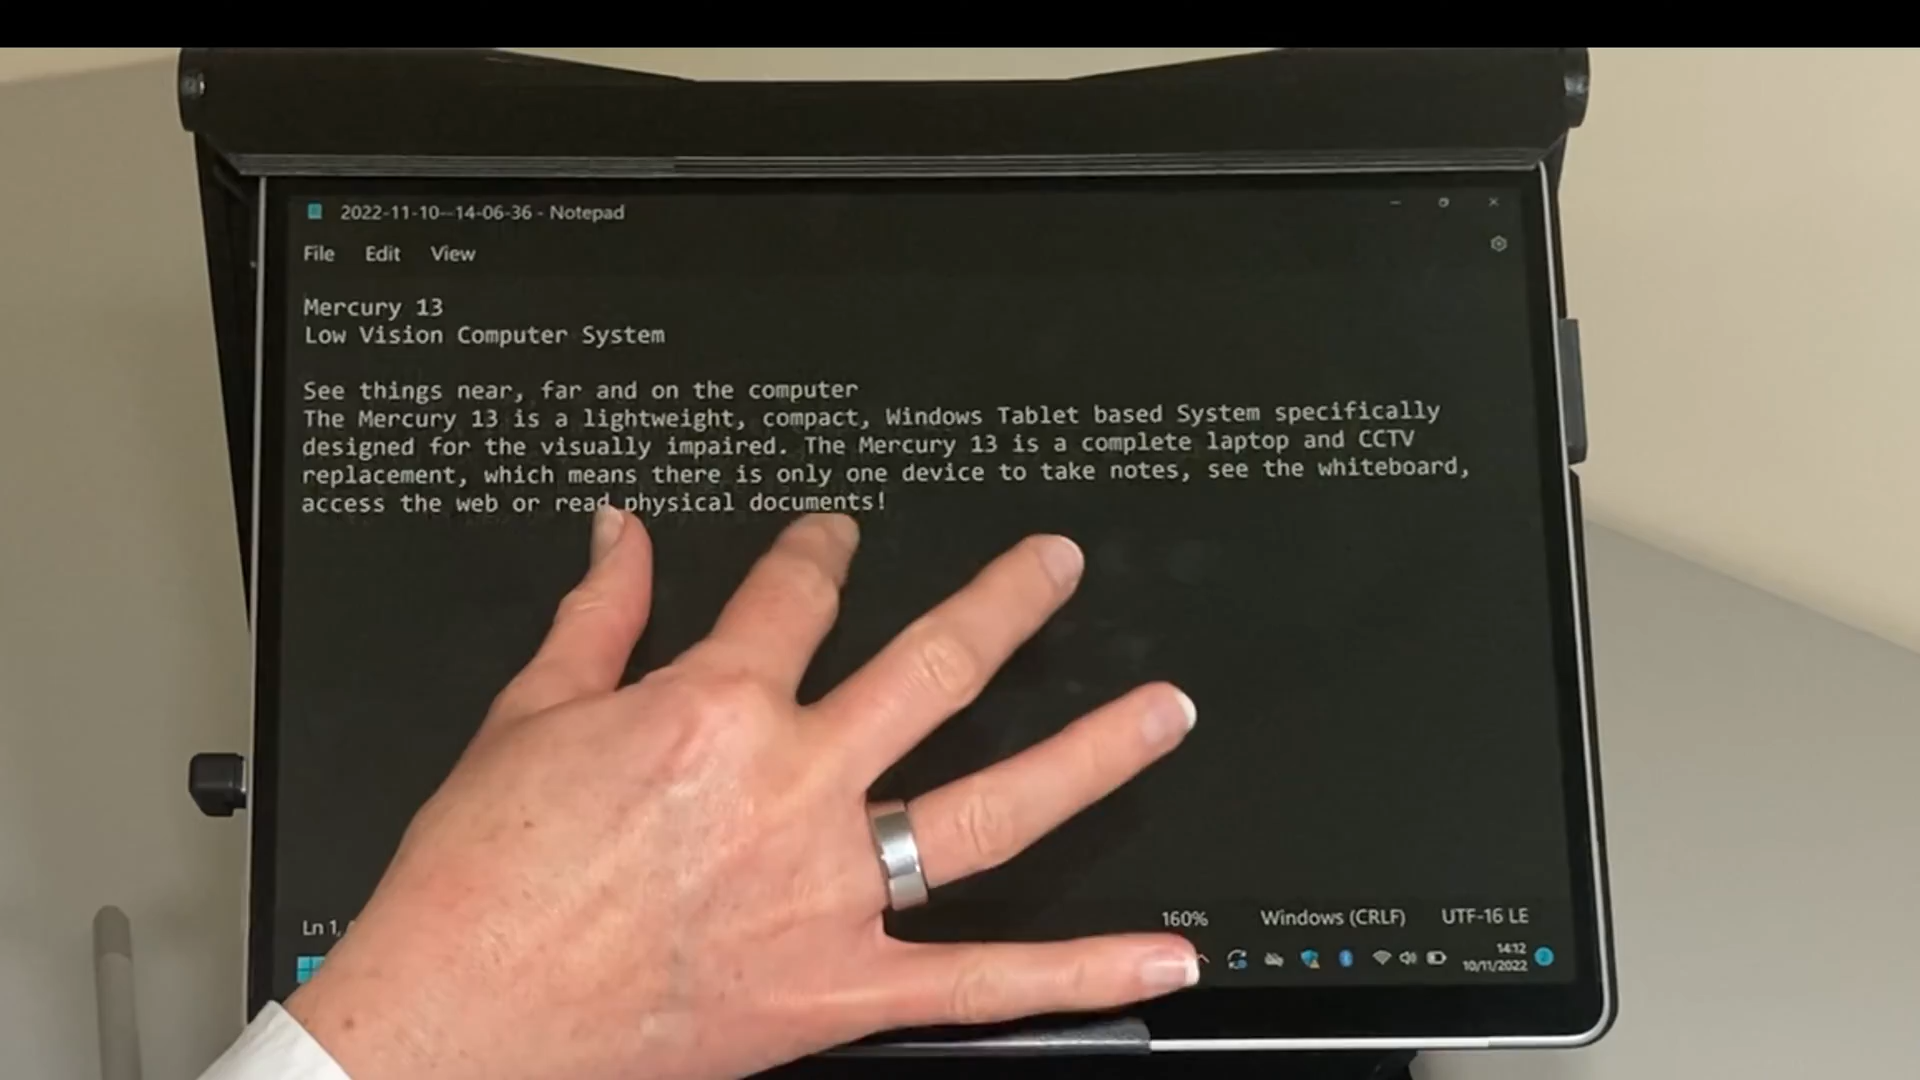 2022-11-10--14-06-36 - Notepad
File Edit View
Mercury 13
Low Vision Computer System
See things near, far and on the computer
The Mercury 13 is a lightweight, compact, Windows Tablet based System specifically
designed for the visually impaired. The Mercury 13 is a complete laptop and CCTV
replacement, which means there is only one device to take notes, see the whiteboard,
access the web or read physical documents!
Ln 1, 160% Windows (CRLF) UTF-16 LE
14:12
10/11/2022